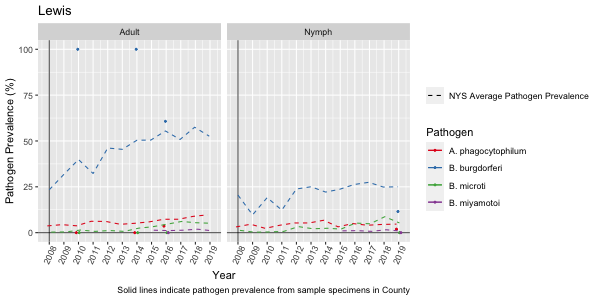 Lewis
Adult
Nymph
Pathogen Prevalence (%)
100
75
50
25
0
2008 2009 2010 2011 2012 2013 2014 2015 2016 2017 2018 2019
2008 2009 2010 2011 2012 2013 2014 2015 2016 2017 2018 2019
Year
Solid lines indicate pathogen prevalence from sample specimens in County
NYS Average Pathogen Prevalence
Pathogen
A. phagocytophilum
B. burgdorferi
B. microti
B. miyamotoi